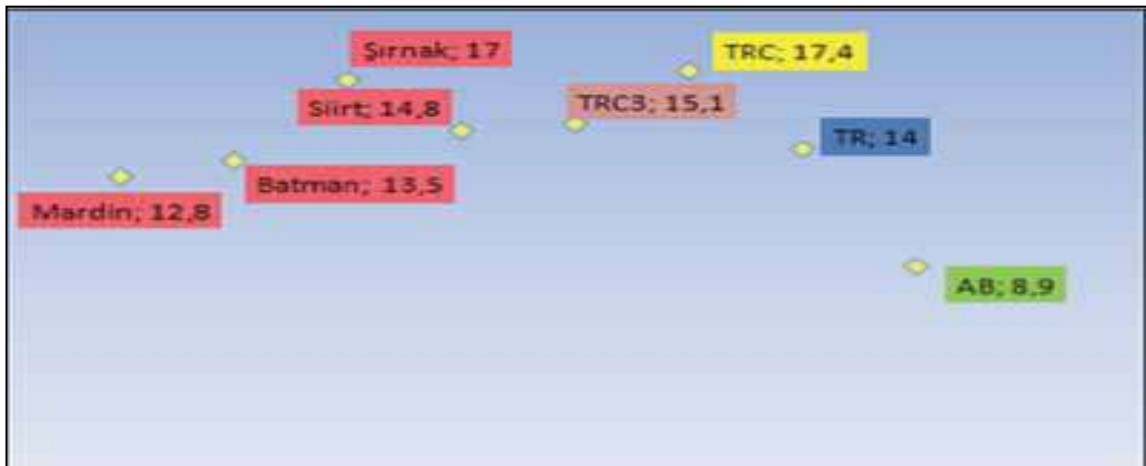 Şırnak; 17
TRC; 17,4
Siirt; 14,8
TRC3; 15,1
TR; 14
Batman; 13,5
Mardin; 12,8
AB; 8,9